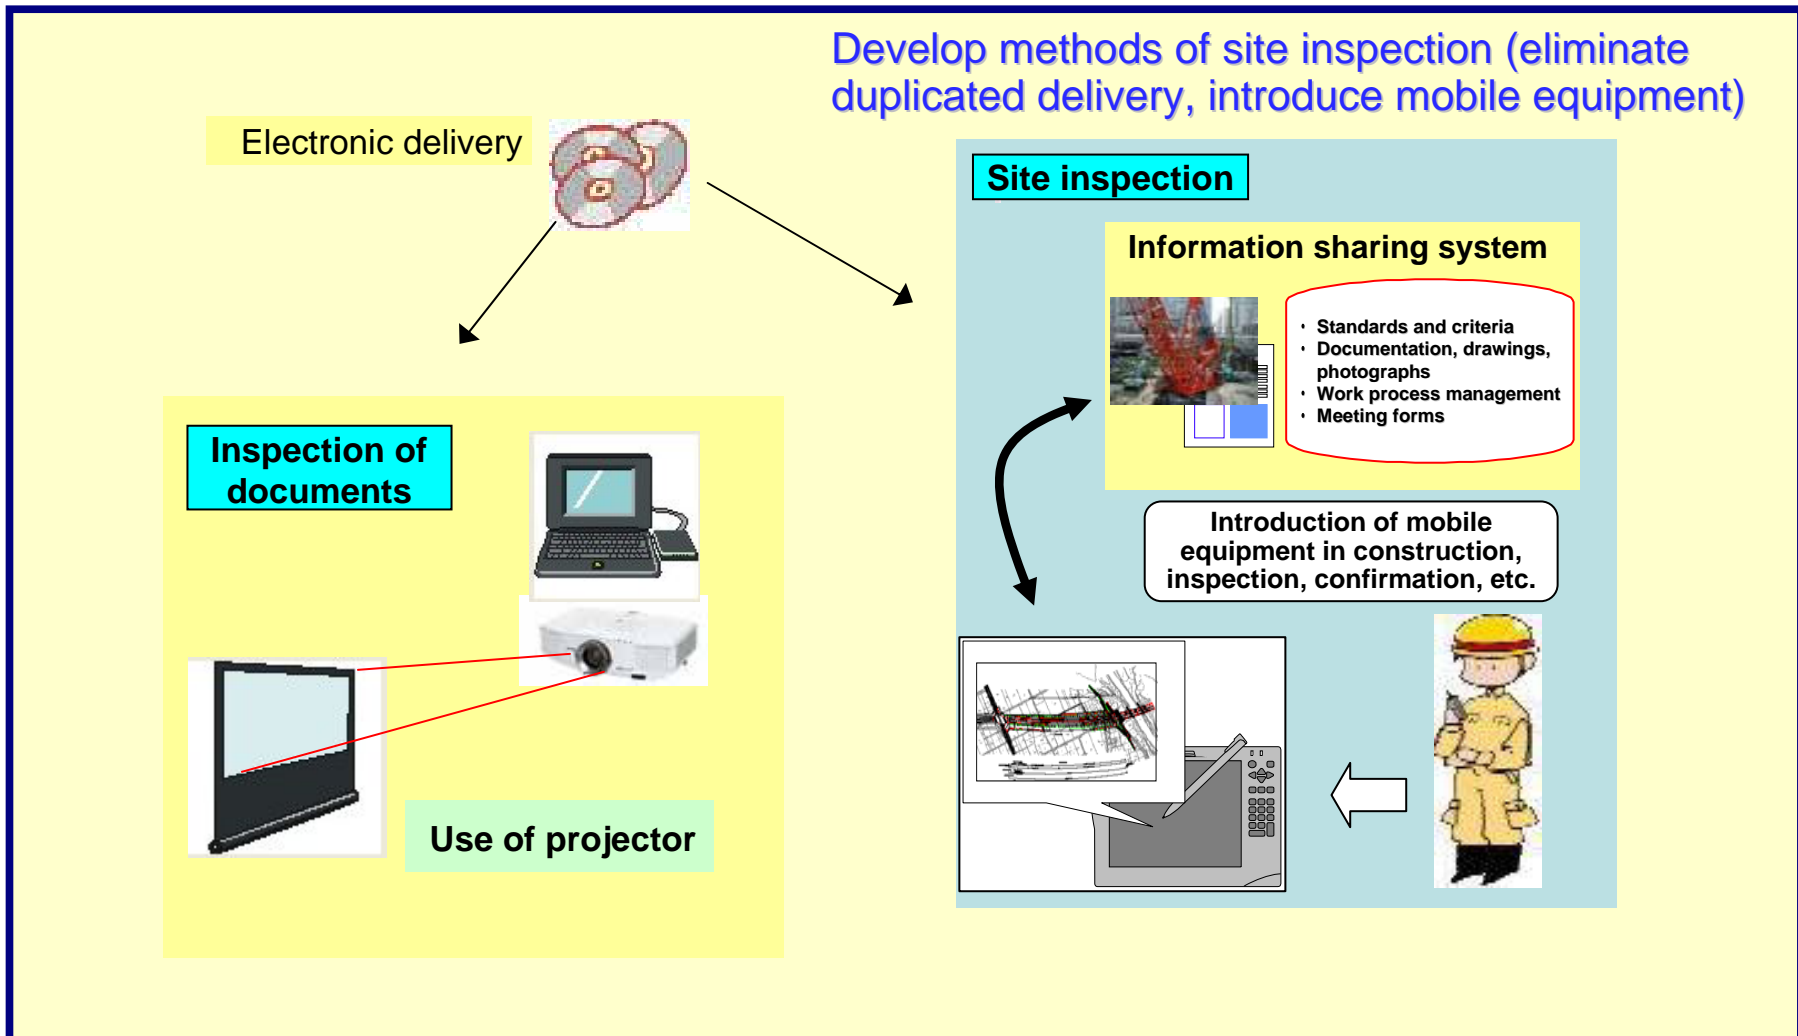 Develop methods of site inspection (eliminate
duplicated delivery, introduce mobile equipment)
Electronic delivery
Site inspection
Information sharing system
・ Standards and criteria
・ Documentation, drawings,
photographs
・ Work process management
・ Meeting forms
Inspection of
documents
Introduction of mobile
equipment in construction,
inspection, confirmation, etc.
Use of projector